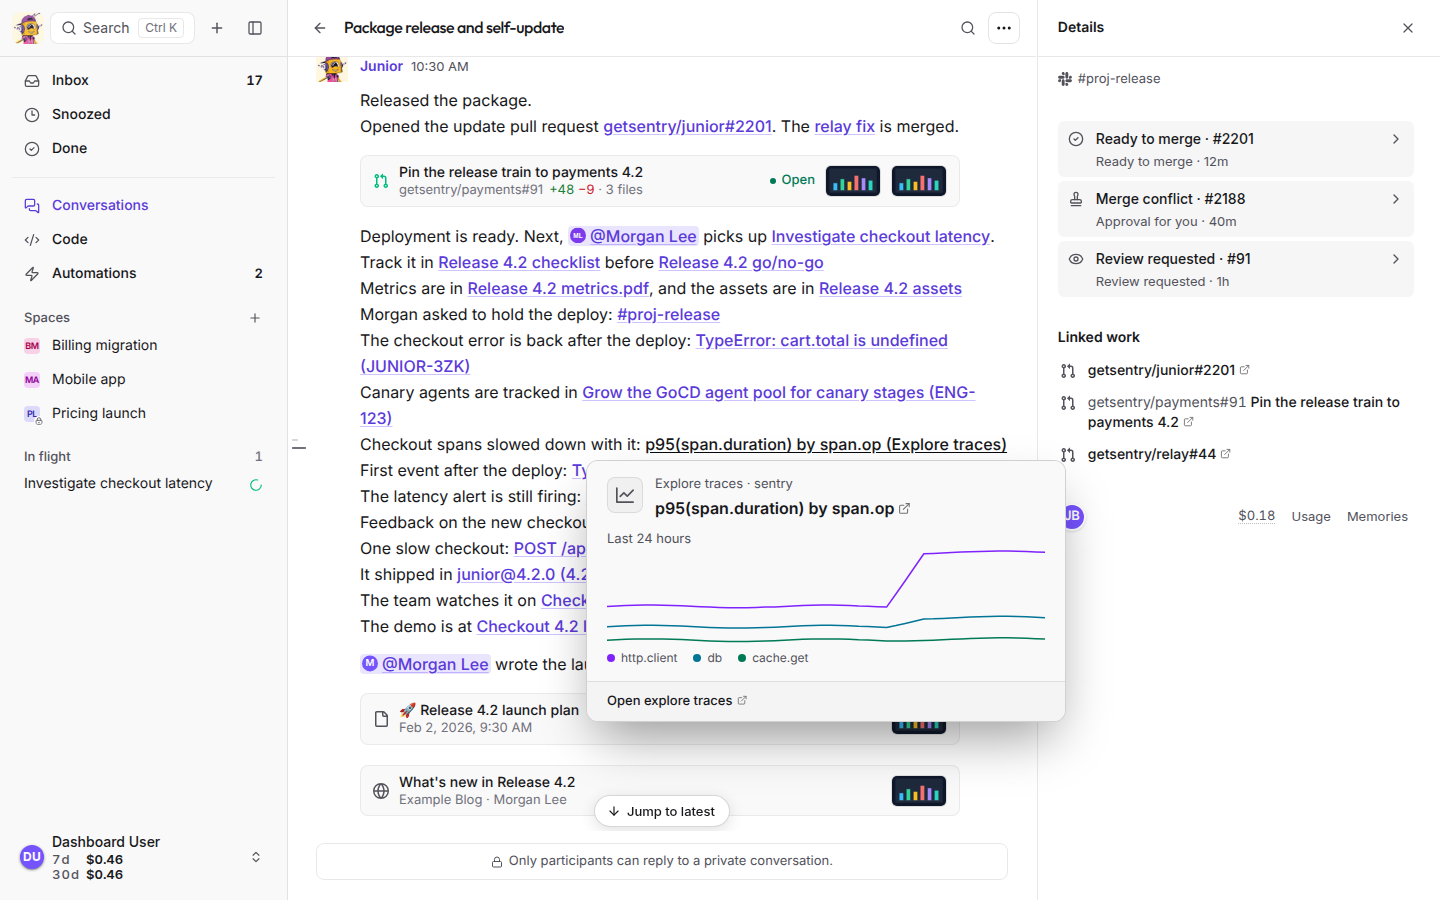 Search Ctrl K
Inbox 17
Snoozed
Done
Conversations
Code
Automations 2
Spaces
BM Billing migration
MA Mobile app
PL Pricing launch
In flight 1
Investigate checkout latency
DU Dashboard User
7d $0.46
30d $0.46
Package release and self-update
Junior 10:30 AM
Released the package.
Opened the update pull request getsentry/junior#2201. The relay fix is merged.
Pin the release train to payments 4.2
getsentry/payments#91 +48 −9 · 3 files
Open
Deployment is ready. Next, ML @Morgan Lee picks up Investigate checkout latency.
Track it in Release 4.2 checklist before Release 4.2 go/no-go
Metrics are in Release 4.2 metrics.pdf, and the assets are in Release 4.2 assets
Morgan asked to hold the deploy: #proj-release
The checkout error is back after the deploy: TypeError: cart.total is undefined
(JUNIOR-3ZK)
Canary agents are tracked in Grow the GoCD agent pool for canary stages (ENG-
123)
Checkout spans slowed down with it: p95(span.duration) by span.op (Explore traces)
First event after the deploy: Ty
The latency alert is still firing:
Feedback on the new checkou
One slow checkout: POST /ap
It shipped in junior@4.2.0 (4.2
The team watches it on Check
The demo is at Checkout 4.2
M @Morgan Lee wrote the lau
🚀 Release 4.2 launch plan
Feb 2, 2026, 9:30 AM
What's new in Release 4.2
Example Blog · Morgan Lee
Jump to latest
Only participants can reply to a private conversation.
Explore traces · sentry
p95(span.duration) by span.op
Last 24 hours
http.client db cache.get
Open explore traces
Details
#proj-release
Ready to merge · #2201
Ready to merge · 12m
Merge conflict · #2188
Approval for you · 40m
Review requested · #91
Review requested · 1h
Linked work
getsentry/junior#2201
getsentry/payments#91 Pin the release train to
payments 4.2
getsentry/relay#44
JB $0.18 Usage Memories